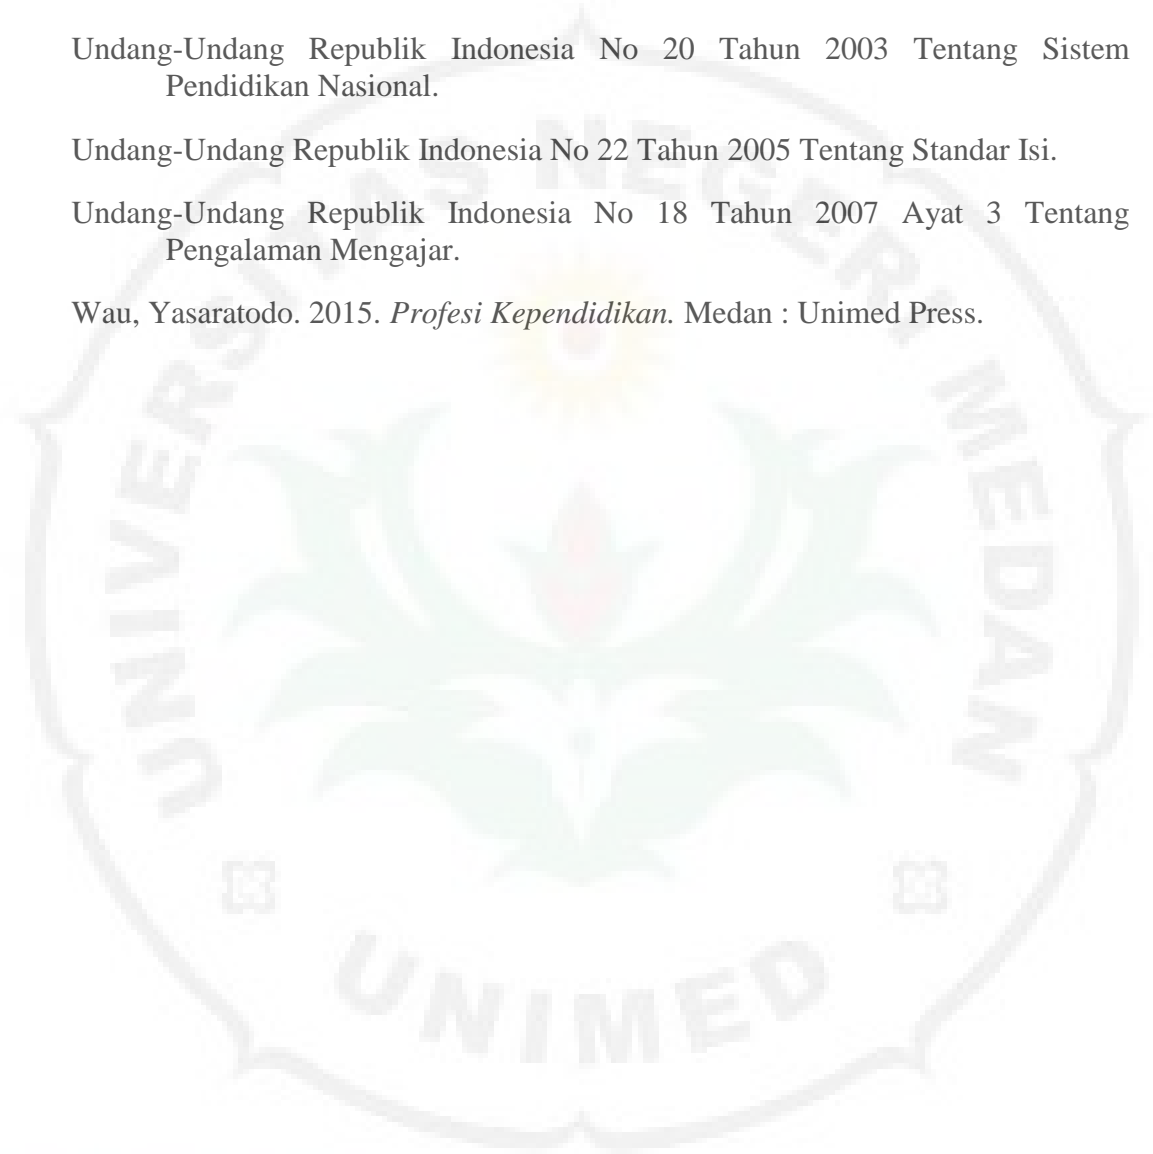 Undang-Undang Republik Indonesia No 20 Tahun 2003 Tentang Sistem
Pendidikan Nasional.
Undang-Undang Republik Indonesia No 22 Tahun 2005 Tentang Standar Isi.
Undang-Undang Republik Indonesia No 18 Tahun 2007 Ayat 3 Tentang
Pengalaman Mengajar.
Wau, Yasaratodo. 2015. Profesi Kependidikan. Medan : Unimed Press.
UNIVERSITAS NEGERI MEDAN
UNIMED